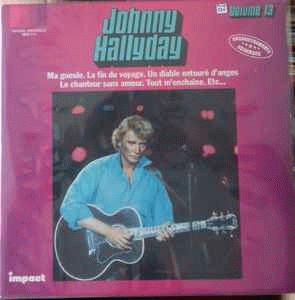 Johnny
Hallyday
Volume 13
Ma gueule. La fin du voyage. Un diable entouré d'anges
Le chanteur sans amour. Tout m'enchaîne. Etc...
impact